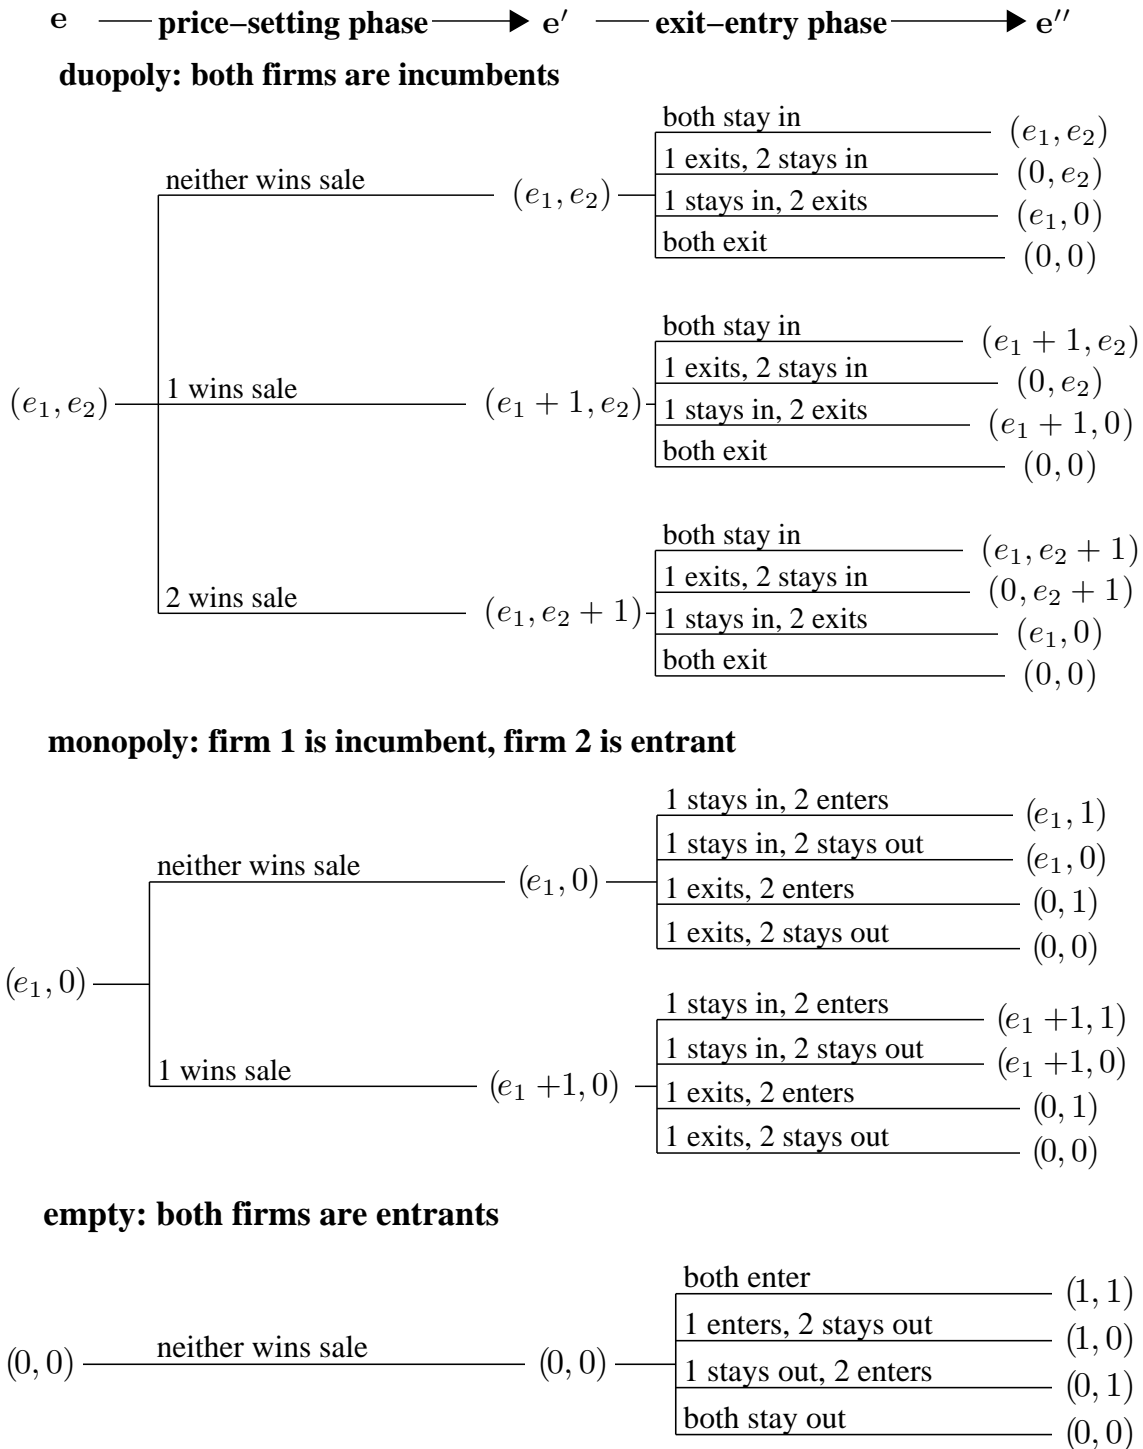 e price–setting phase e′ exit–entry phase e′′
duopoly: both firms are incumbents
both stay in (e₁, e₂)
1 exits, 2 stays in (0, e₂)
neither wins sale (e₁, e₂)
1 stays in, 2 exits (e₁, 0)
both exit (0, 0)
both stay in (e₁ + 1, e₂)
1 exits, 2 stays in (0, e₂)
(e₁, e₂) 1 wins sale (e₁ + 1, e₂)
1 stays in, 2 exits (e₁ + 1, 0)
both exit (0, 0)
both stay in (e₁, e₂ + 1)
1 exits, 2 stays in (0, e₂ + 1)
2 wins sale (e₁, e₂ + 1)
1 stays in, 2 exits (e₁, 0)
both exit (0, 0)
monopoly: firm 1 is incumbent, firm 2 is entrant
1 stays in, 2 enters (e₁, 1)
1 stays in, 2 stays out (e₁, 0)
neither wins sale (e₁, 0)
1 exits, 2 enters (0, 1)
1 exits, 2 stays out (0, 0)
(e₁, 0)
1 stays in, 2 enters (e₁ +1, 1)
1 stays in, 2 stays out (e₁ +1, 0)
1 wins sale (e₁ +1, 0)
1 exits, 2 enters (0, 1)
1 exits, 2 stays out (0, 0)
empty: both firms are entrants
both enter (1, 1)
1 enters, 2 stays out (1, 0)
(0, 0) neither wins sale (0, 0)
1 stays out, 2 enters (0, 1)
both stay out (0, 0)